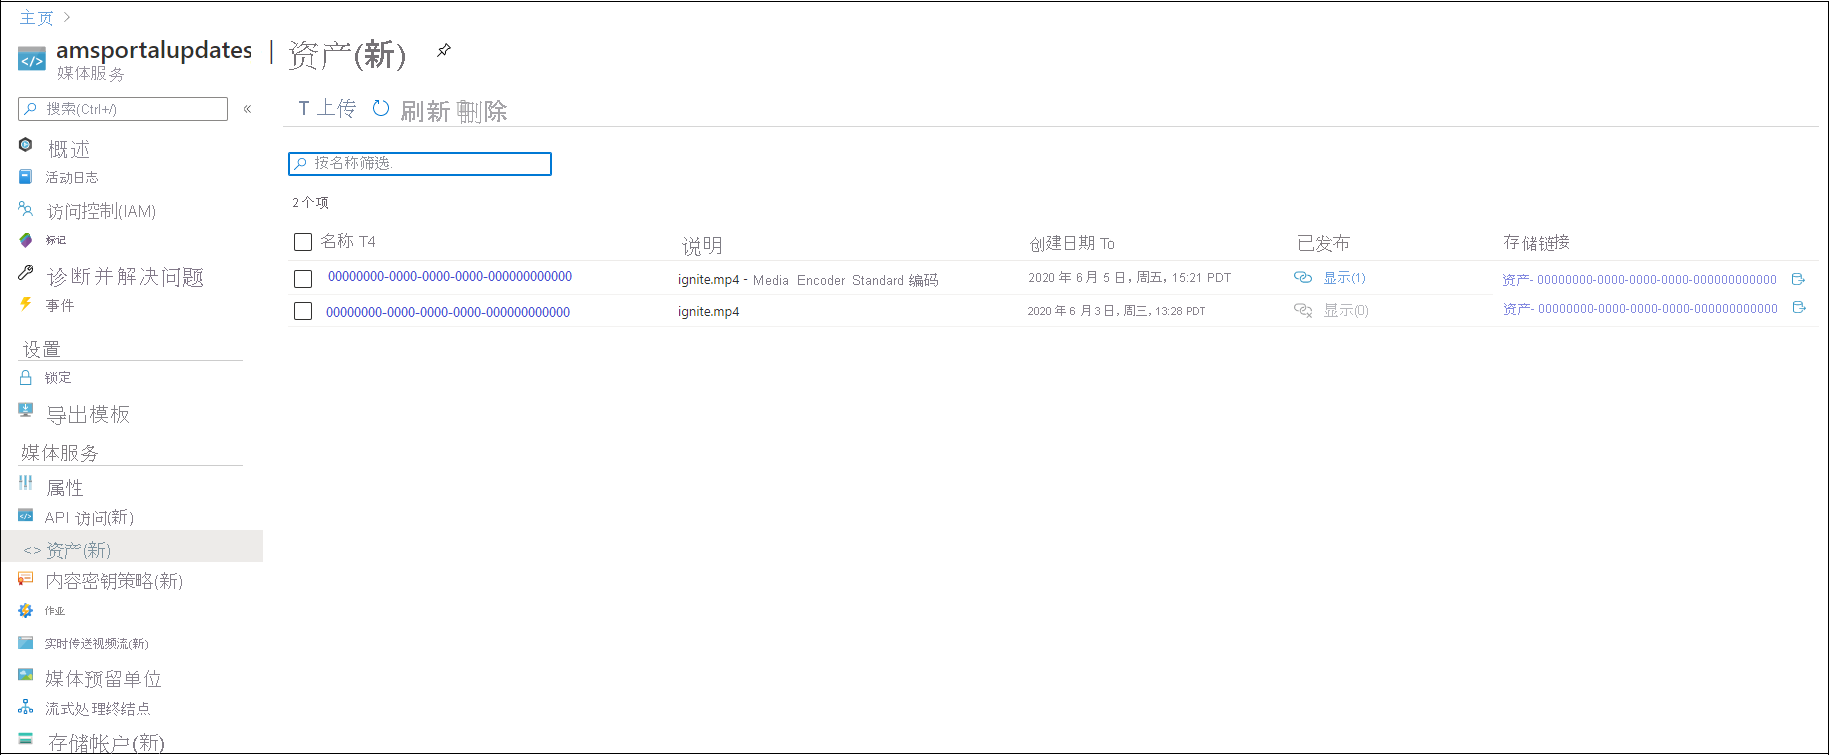 主页 >
amsportalupdates | 资产(新)
媒体服务
搜索(Ctrl+/) «
概述
活动日志
访问控制(IAM)
标记
诊断并解决问题
事件
设置
锁定
导出模板
媒体服务
属性
API 访问(新)
<> 资产(新)
内容密钥策略(新)
作业
实时传送视频流(新)
媒体预留单位
流式处理终结点
存储帐户(新)
T 上传 刷新 删除
按名称筛选.
2个项
名称 T4 说明 创建日期 To 已发布 存储链接
00000000-0000-0000-0000-000000000000 ignite.mp4 - Media Encoder Standard 编码 2020 年 6 月 5 日，周五，15:21 PDT 显示(1) 资产- 00000000-0000-0000-0000-000000000000
00000000-0000-0000-0000-000000000000 ignite.mp4 2020 年 6 月 3 日，周三，13:28 PDT 显示(0) 资产- 00000000-0000-0000-0000-000000000000